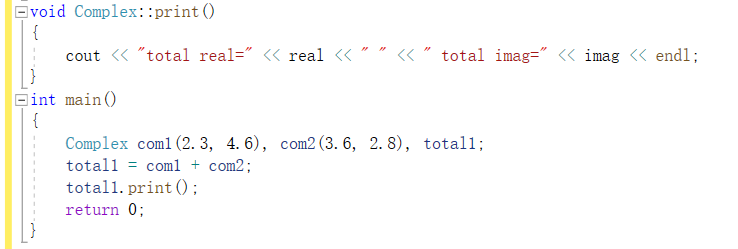 void Complex::print()
{
cout << "total real=" << real << " " << " total imag=" << imag << endl;
}
int main()
{
Complex com1(2.3, 4.6), com2(3.6, 2.8), total1;
total1 = com1 + com2;
total1.print();
return 0;
}